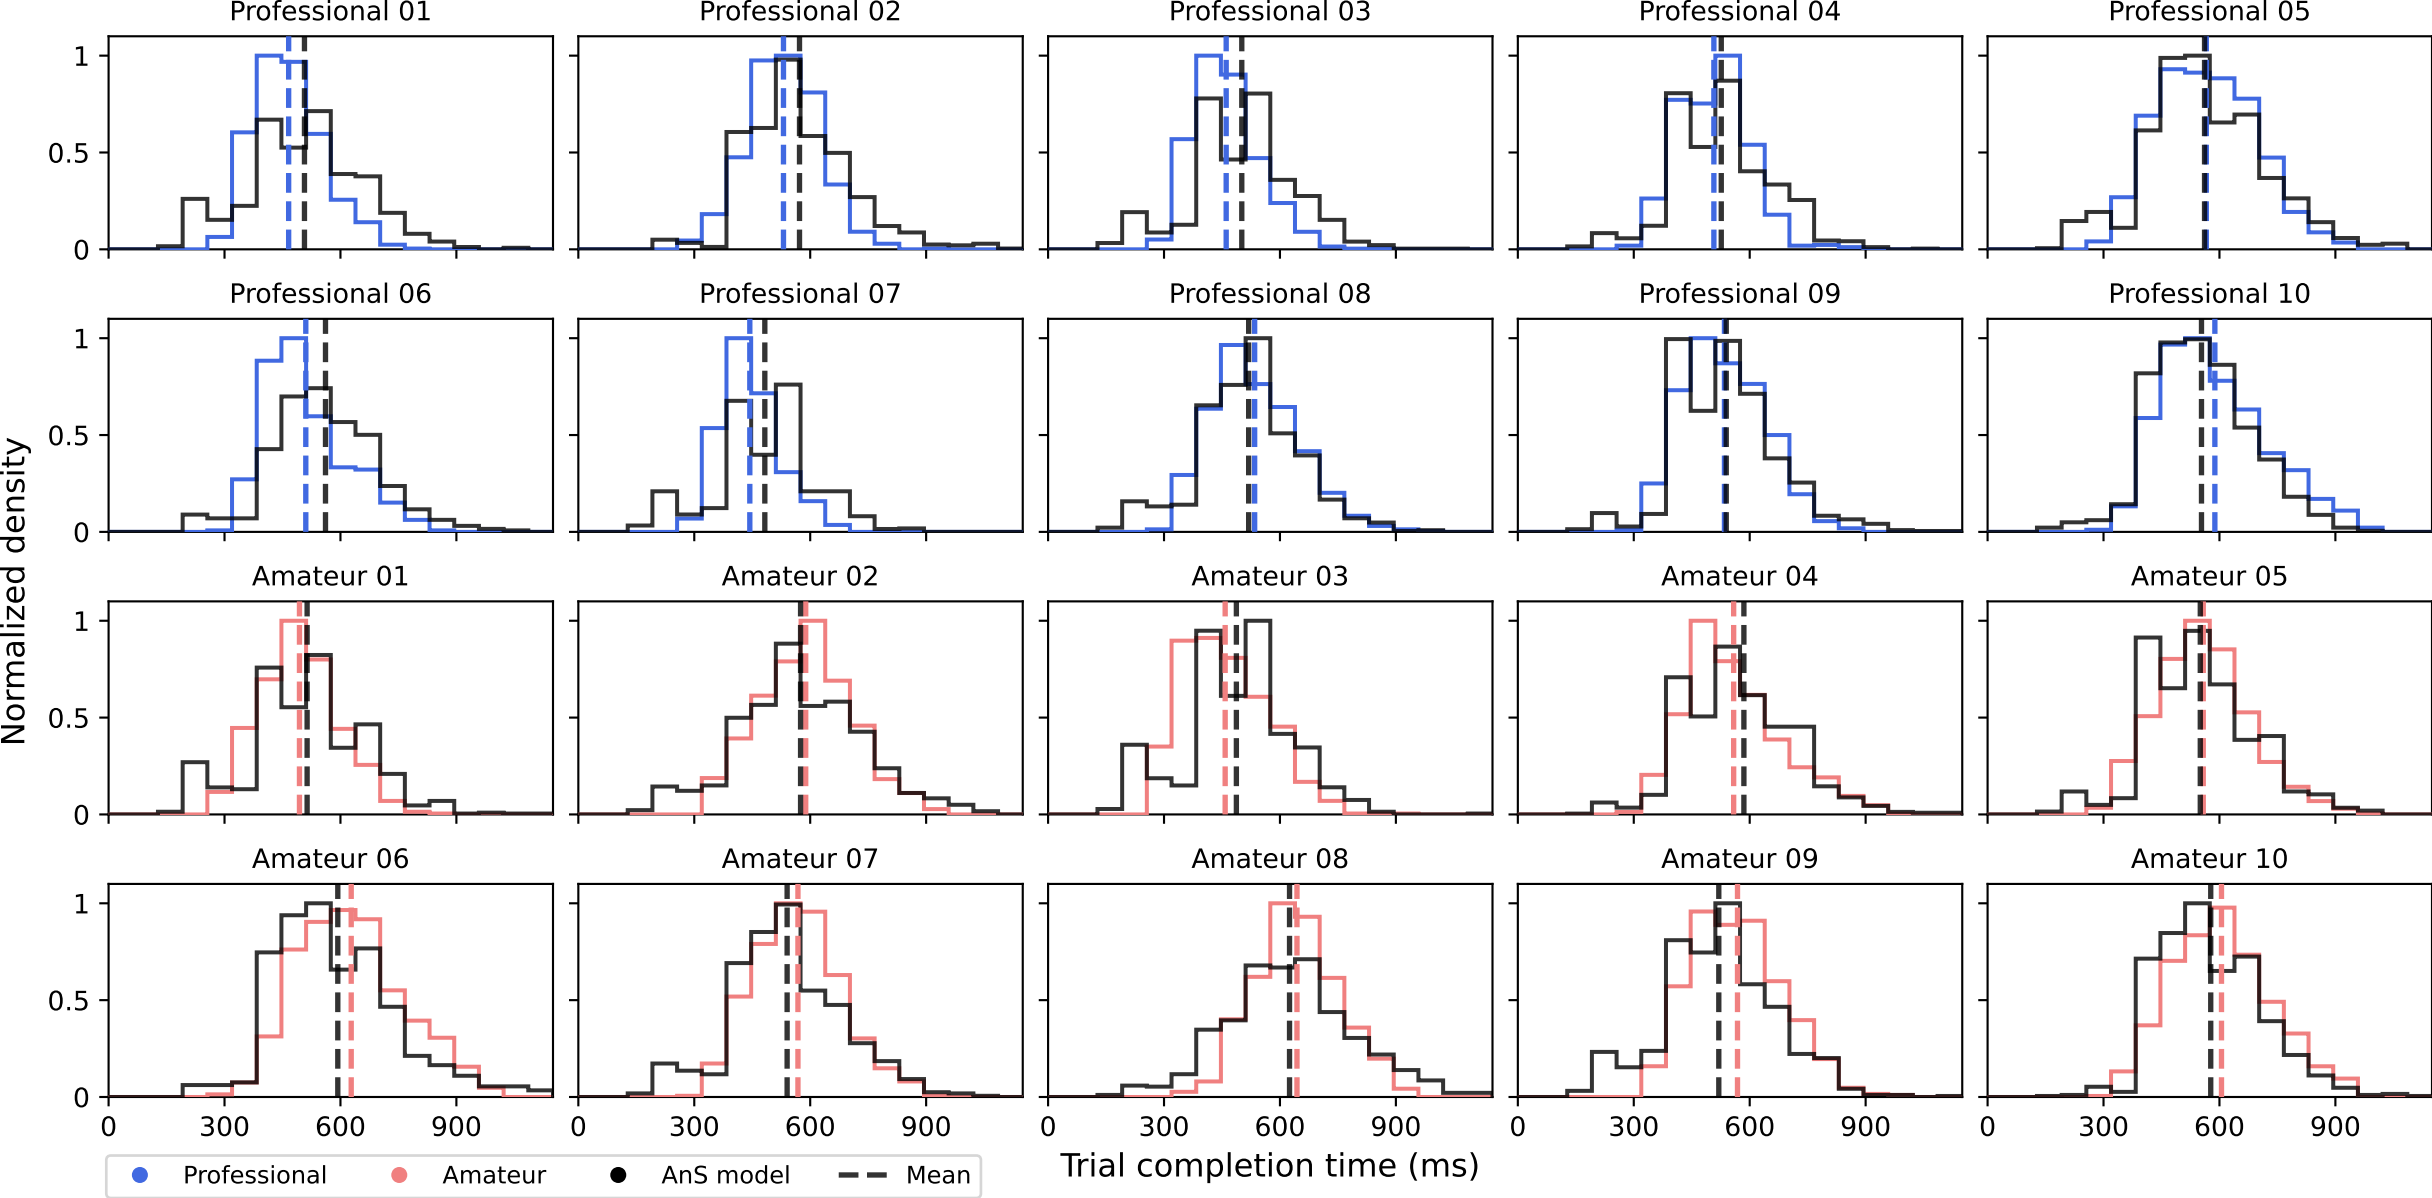 Professional 01 Professional 02 Professional 03 Professional 04 Professional 05
1
0.5
0
Professional 06 Professional 07 Professional 08 Professional 09 Professional 10
1
0.5
0
Normalized density
Amateur 01 Amateur 02 Amateur 03 Amateur 04 Amateur 05
1
0.5
0
Amateur 06 Amateur 07 Amateur 08 Amateur 09 Amateur 10
1
0.5
0
0 300 600 900 0 300 600 900 0 300 600 900 0 300 600 900 0 300 600 900
Trial completion time (ms)
Professional Amateur AnS model Mean